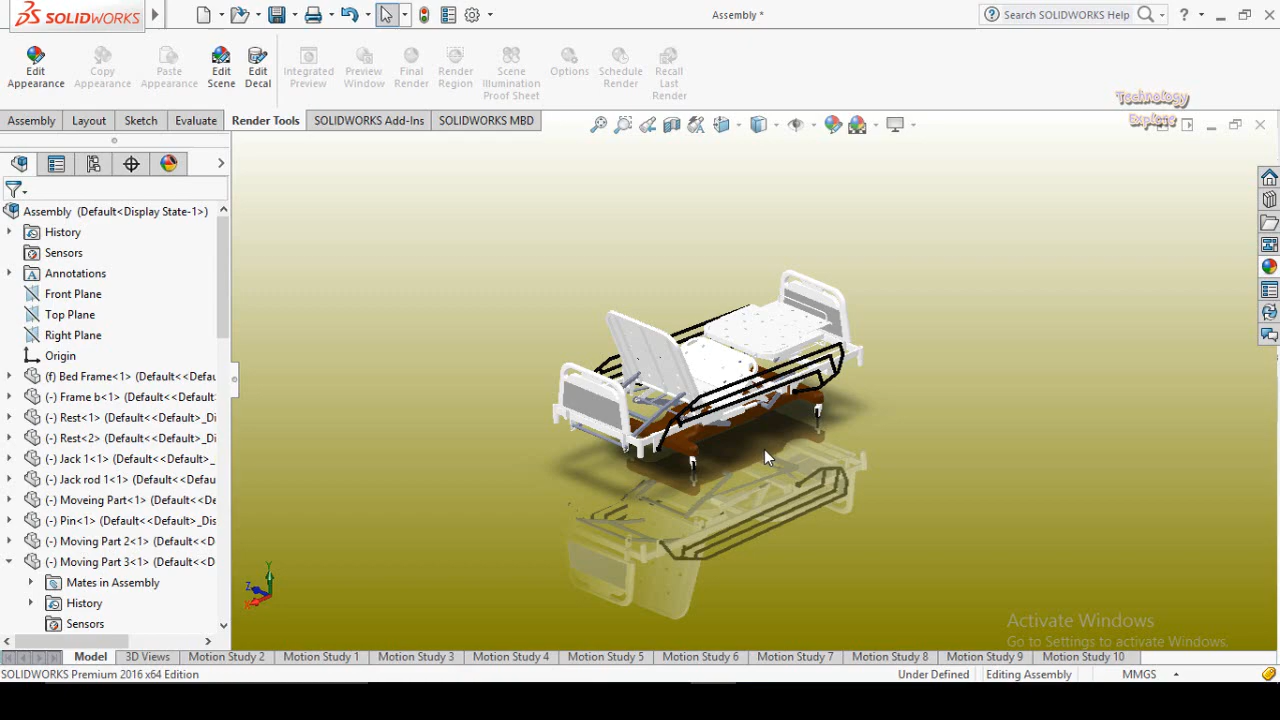 SOLIDWORKS
Assembly *
Search SOLIDWORKS Help
Edit Appearance
Copy Appearance
Paste Appearance
Edit Scene
Edit Decal
Integrated Preview
Preview Window
Final Render
Render Region
Scene Illumination Proof Sheet
Options
Schedule Render
Recall Last Render
Technology
Explore
Assembly
Layout
Sketch
Evaluate
Render Tools
SOLIDWORKS Add-Ins
SOLIDWORKS MBD
Assembly (Default<Display State-1>)
History
Sensors
Annotations
Front Plane
Top Plane
Right Plane
Origin
(f) Bed Frame<1> (Default<<Defau
(-) Frame b<1> (Default<<Default
(-) Rest<1> (Default<<Default>_Dis
(-) Rest<2> (Default<<Default>_Dis
(-) Jack 1<1> (Default<<Default>_
(-) Jack rod 1<1> (Default<<Defau
(-) Moveing Part<1> (Default<<De
(-) Pin<1> (Default<<Default>_Dis
(-) Moving Part 2<1> (Default<<D
(-) Moving Part 3<1> (Default<<D
Mates in Assembly
History
Sensors
Y
Z
X
Activate Windows
Go to Settings to activate Windows.
Model
3D Views
Motion Study 2
Motion Study 1
Motion Study 3
Motion Study 4
Motion Study 5
Motion Study 6
Motion Study 7
Motion Study 8
Motion Study 9
Motion Study 10
SOLIDWORKS Premium 2016 x64 Edition
Under Defined
Editing Assembly
MMGS